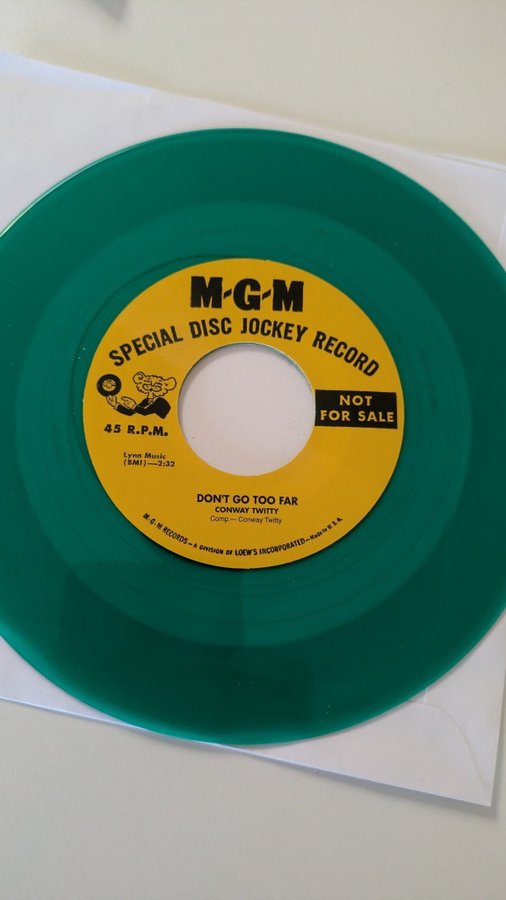 M-G-M
SPECIAL DISC JOCKEY RECORD
NOT
FOR SALE
45 R.P.M.
Lynn Music
(BMI)—2:32
DON'T GO TOO FAR
CONWAY TWITTY
Comp.— Conway Twitty
M-G-M RECORDS — A DIVISION OF LOEW'S INCORPORATED — Made in U.S.A.